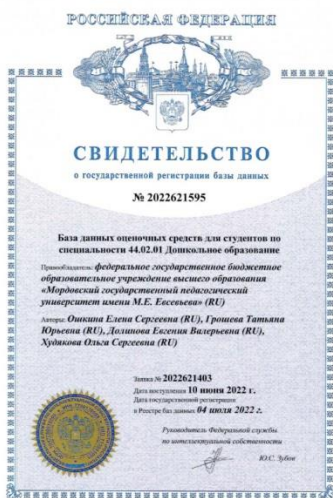 РОССИЙСКАЯ ФЕДЕРАЦИЯ
СВИДЕТЕЛЬСТВО
о государственной регистрации базы данных
№ 2022621595
База данных оценочных средств для студентов по
специальности 44.02.01 Дошкольное образование
Правообладатель: федеральное государственное бюджетное
образовательное учреждение высшего образования
«Мордовский государственный педагогический
университет имени М.Е. Евсевьева» (RU)
Авторы: Ошкина Елена Сергеевна (RU), Грошева Татьяна
Юрьевна (RU), Долинова Евгения Валерьевна (RU),
Худякова Ольга Сергеевна (RU)
Заявка № 2022621403
Дата поступления 10 июня 2022 г.
Дата государственной регистрации
в Реестре баз данных 04 июля 2022 г.
Руководитель Федеральной службы
по интеллектуальной собственности
Ю.С. Зубов